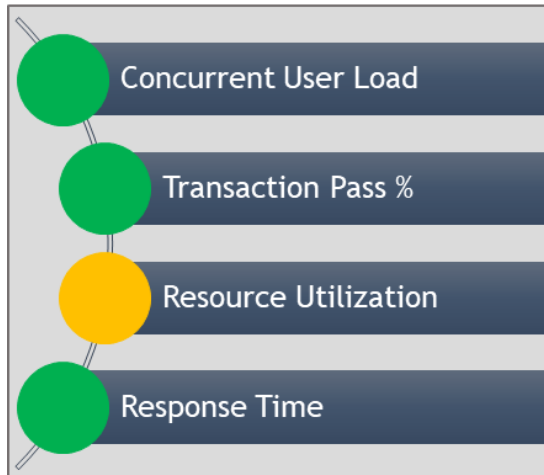 Concurrent User Load
Transaction Pass %
Resource Utilization
Response Time